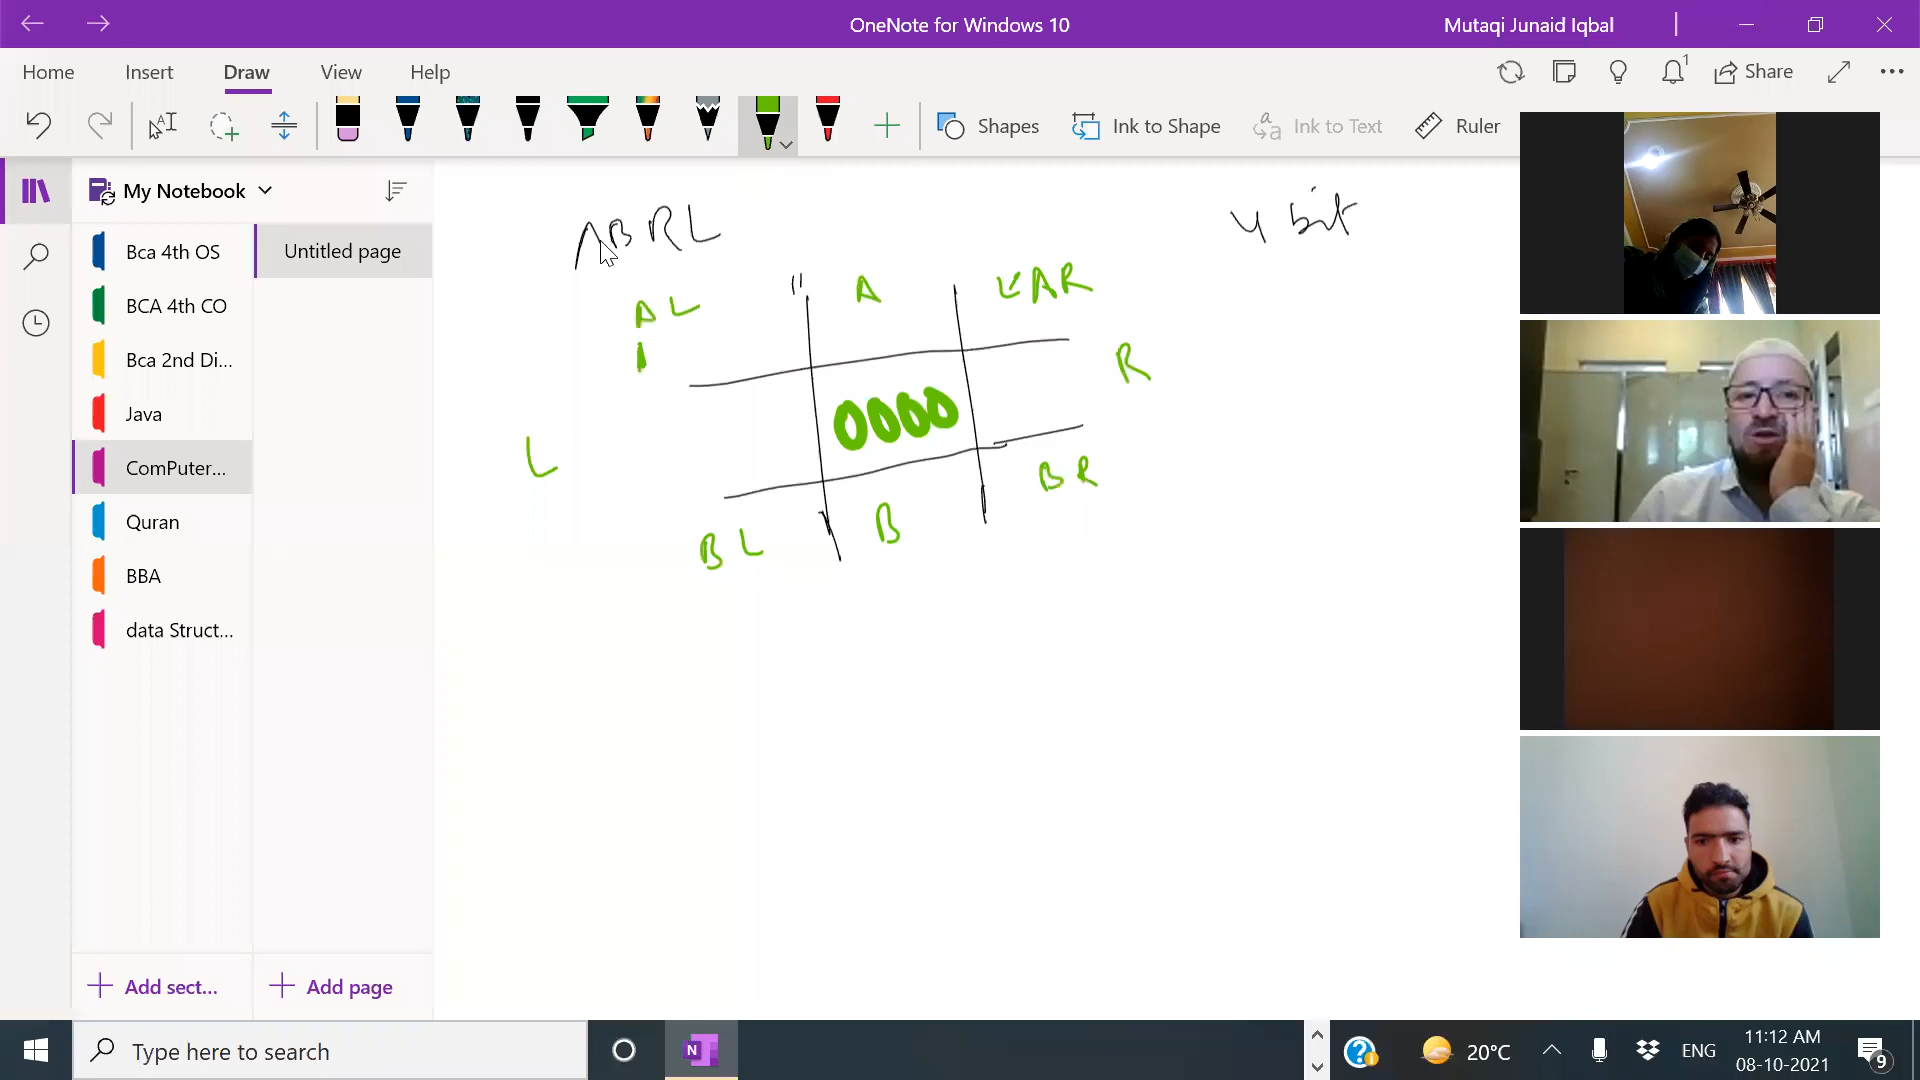 OneNote for Windows 10
Mutaqi Junaid Iqbal
Home Insert Draw View Help
1
Share
Shapes Ink to Shape Ink to Text Ruler
My Notebook
Bca 4th OS
BCA 4th CO
Bca 2nd Di...
Java
ComPuter...
Quran
BBA
data Struct...
Untitled page
ABRL
4 bit
AL A AR
R
0000
L
BR
BL B
Add sect...
Add page
Type here to search
N
20°C
ENG
11:12 AM
08-10-2021
9